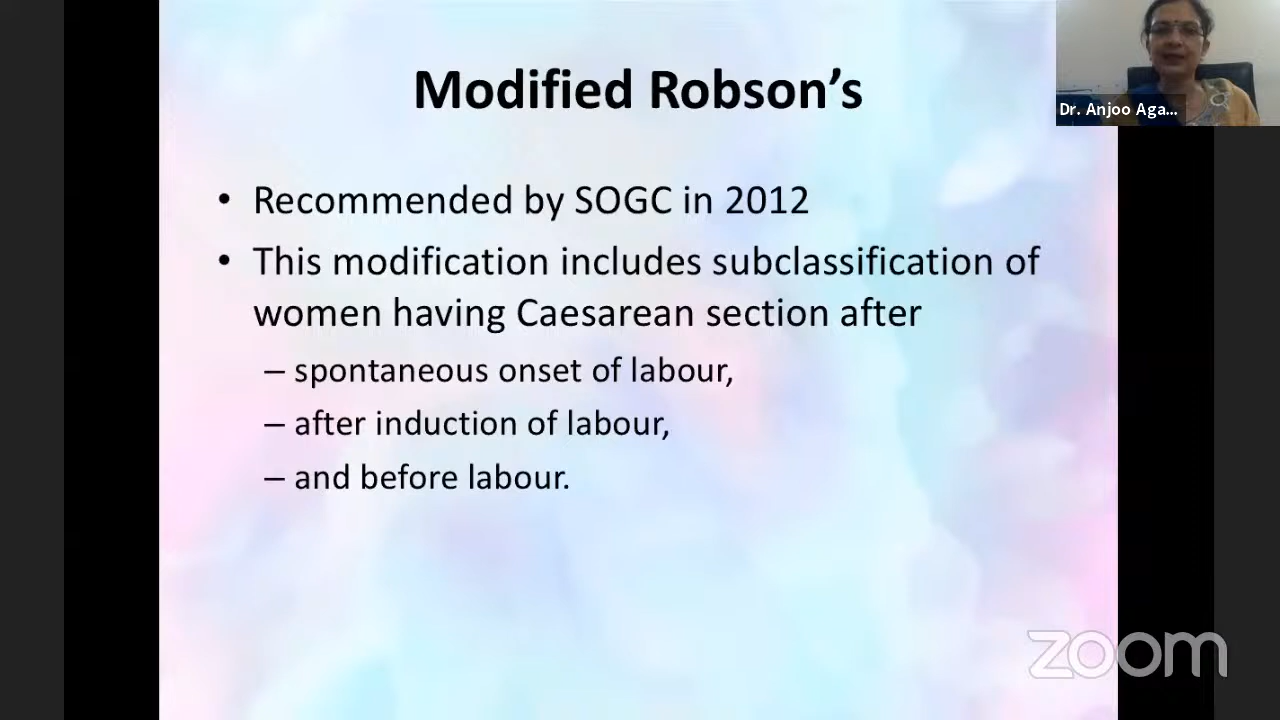 Modified Robson’s
Dr. Anjoo Aga...
• Recommended by SOGC in 2012
• This modification includes subclassification of
women having Caesarean section after
– spontaneous onset of labour,
– after induction of labour,
– and before labour.
zoom